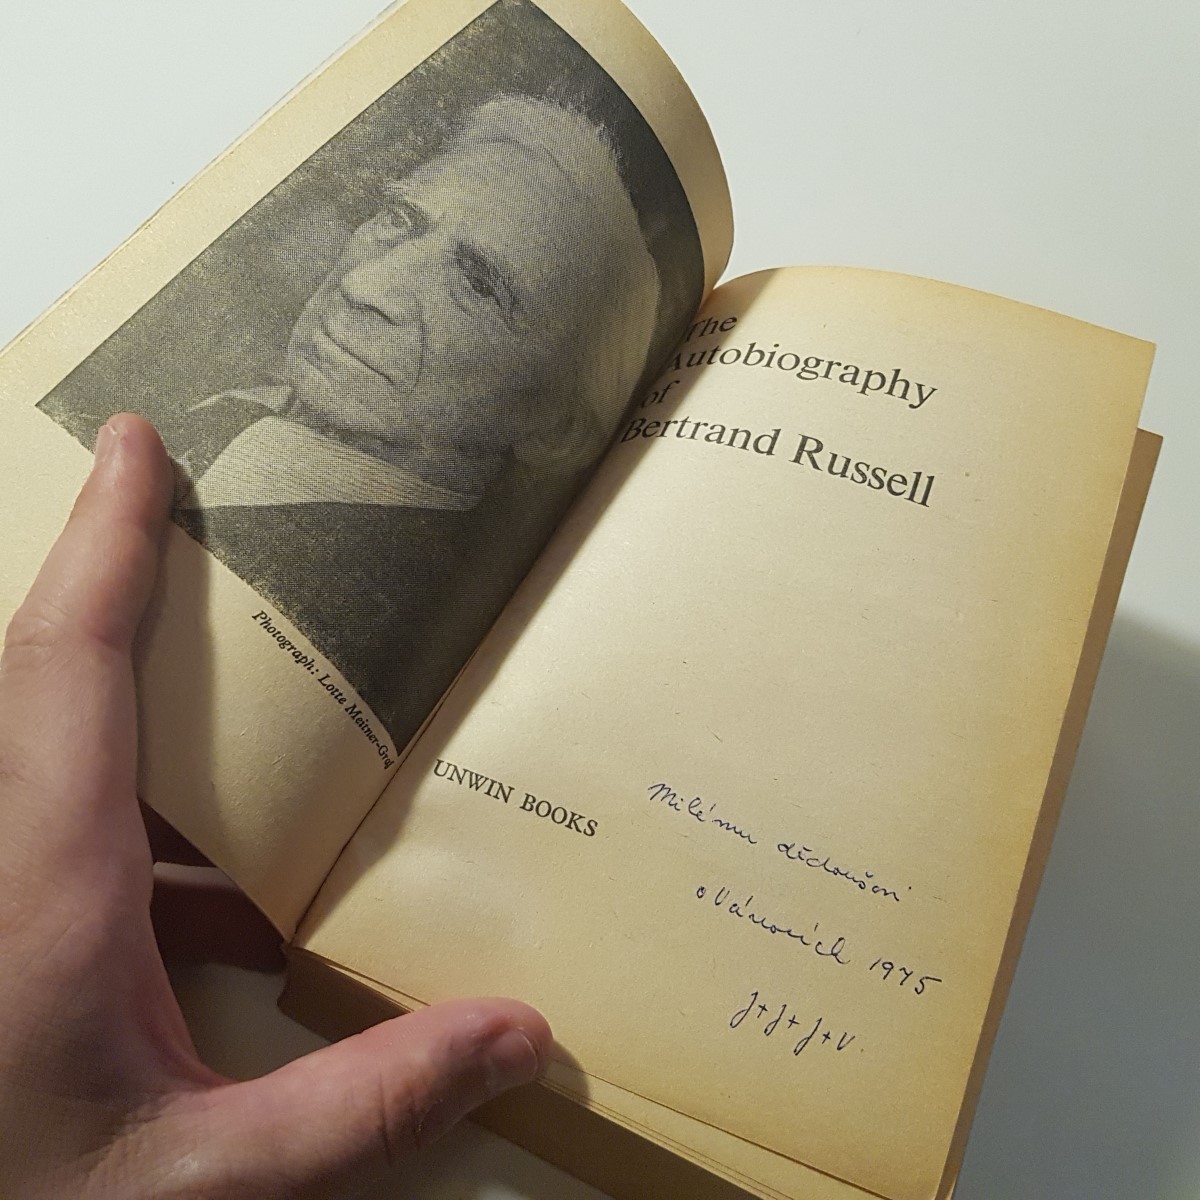 Photograph: Lotte Meitner-Graf
The
Autobiography
of
Bertrand Russell
UNWIN BOOKS
Milému dědouškovi
o Vánocích 1975
J+J+J+V.